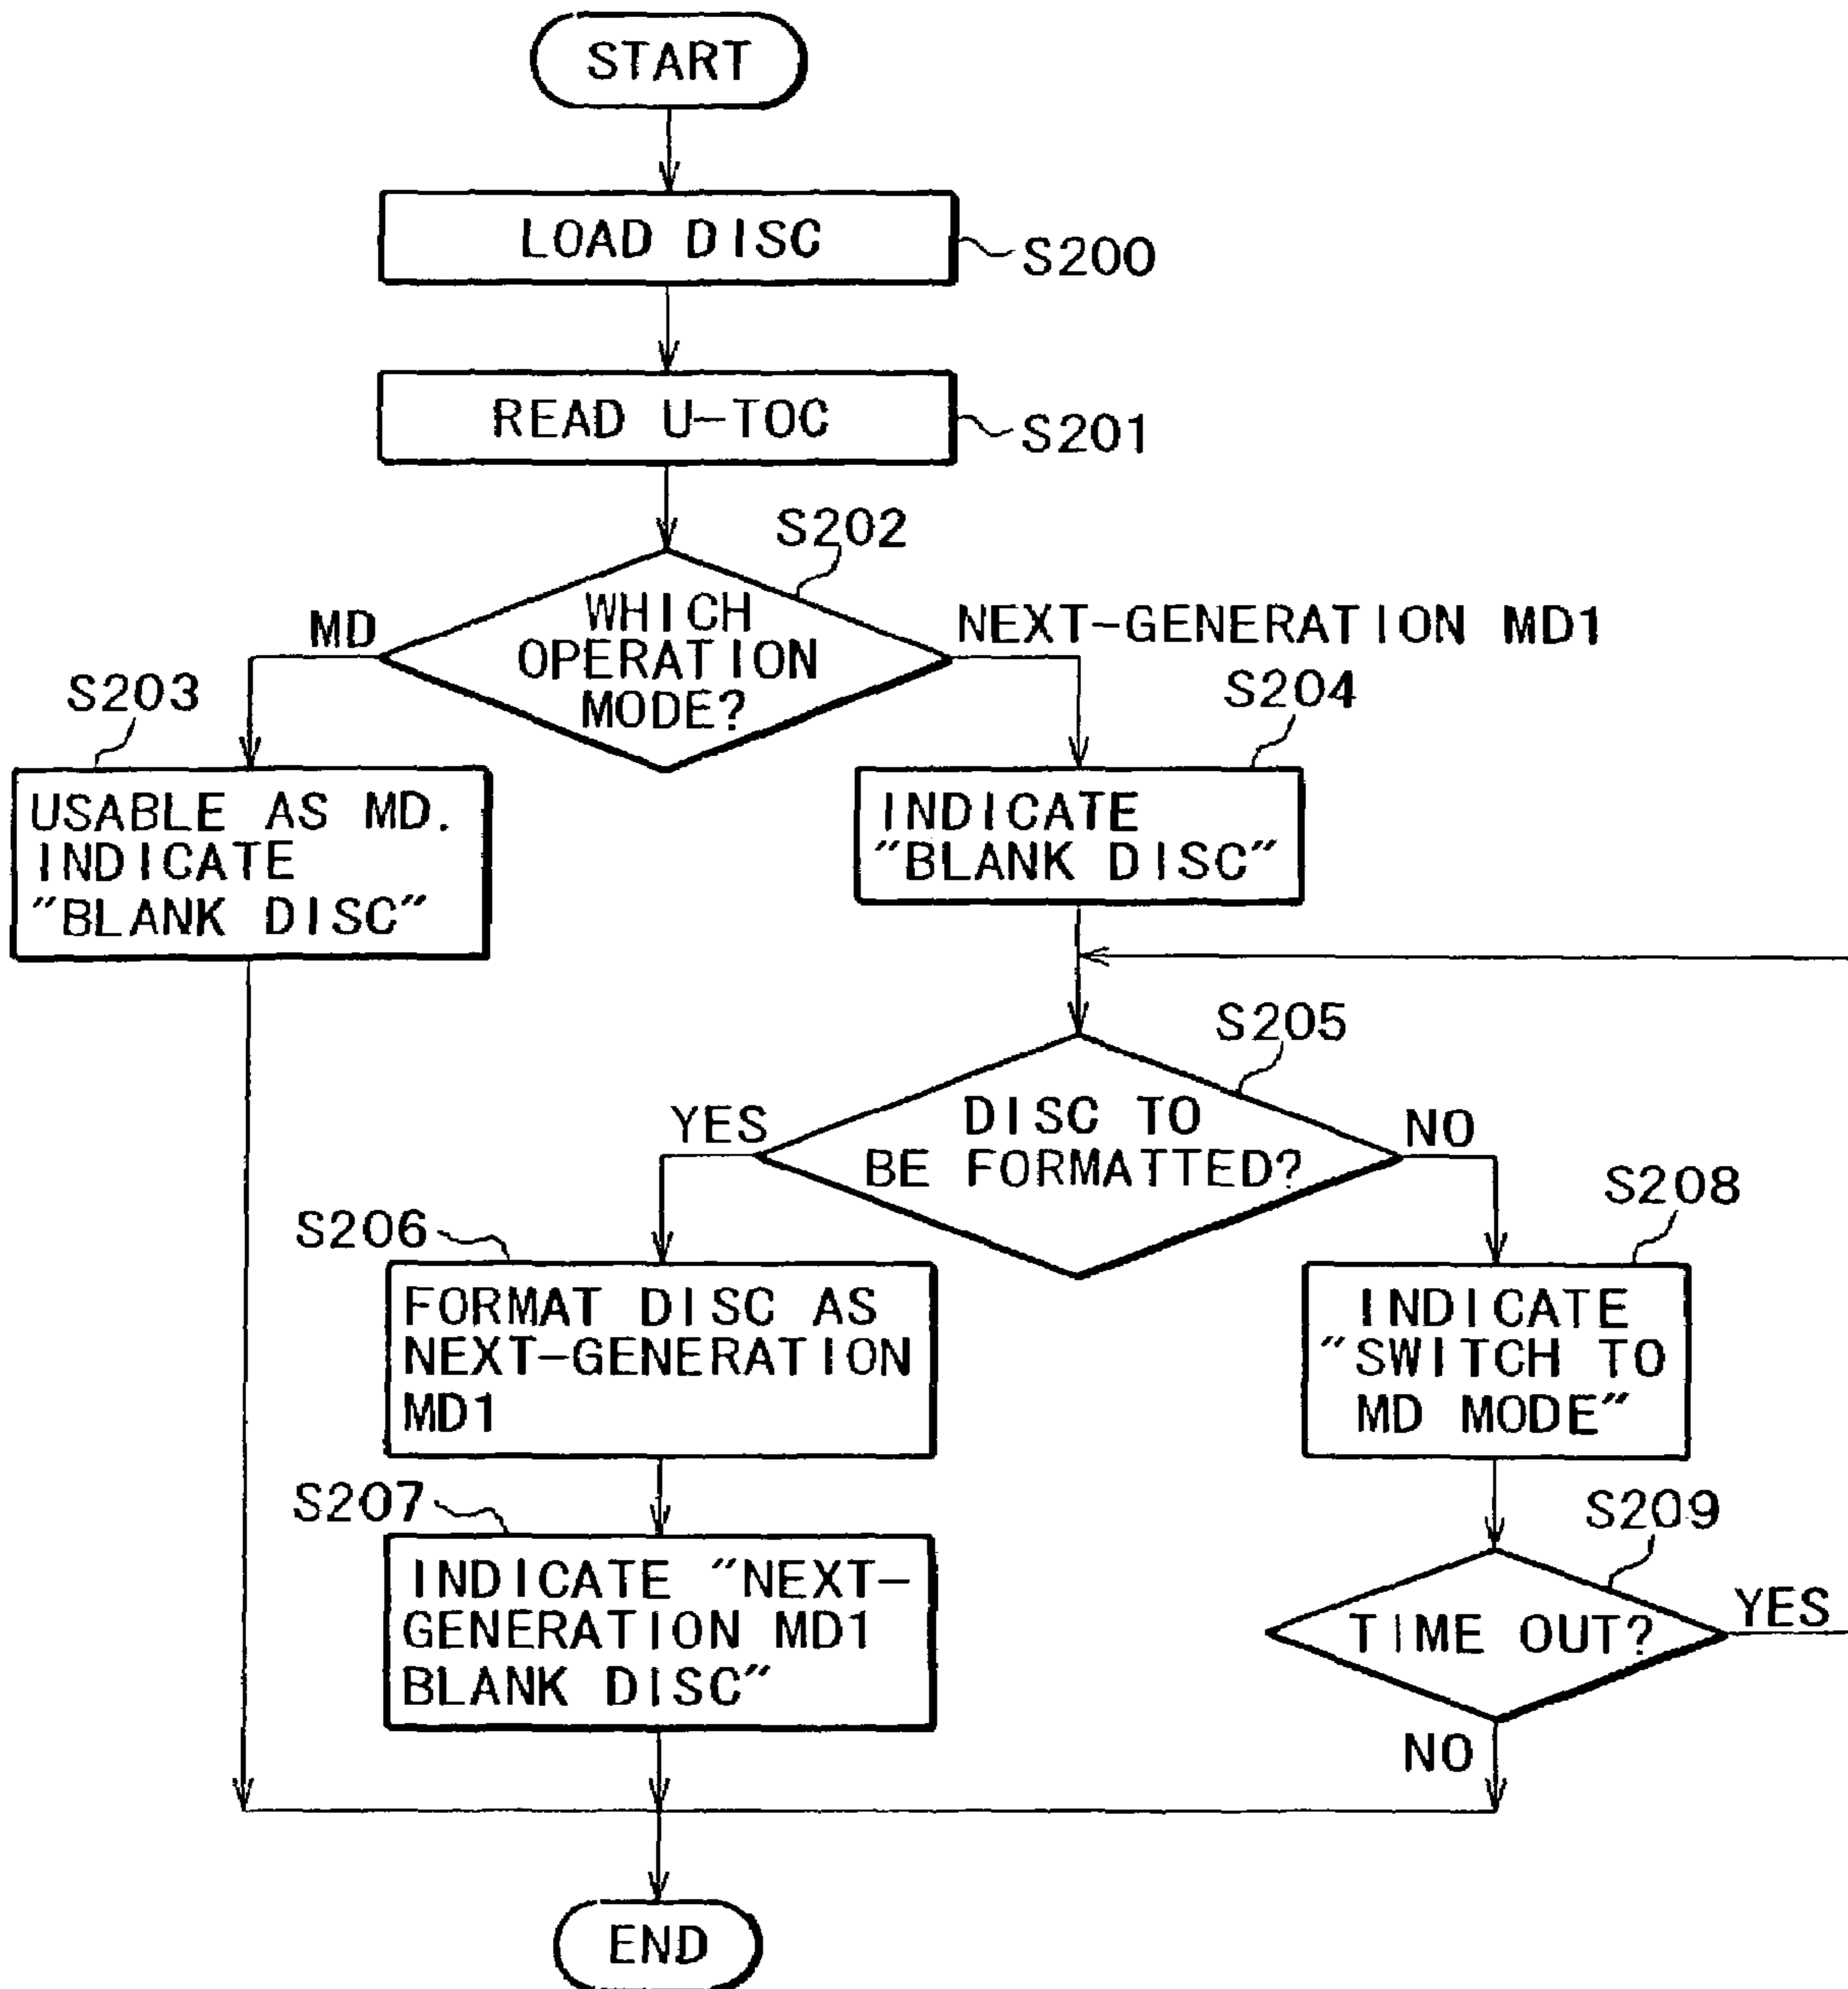 START
LOAD DISC
S200
READ U-TOC
S201
S202
WHICH
OPERATION
MODE?
MD
NEXT-GENERATION MD1
S203
USABLE AS MD.
INDICATE
"BLANK DISC"
S204
INDICATE
"BLANK DISC"
S205
DISC TO
BE FORMATTED?
YES
NO
S206
FORMAT DISC AS
NEXT-GENERATION
MD1
S208
INDICATE
"SWITCH TO
MD MODE"
S207
INDICATE "NEXT-
GENERATION MD1
BLANK DISC"
S209
TIME OUT?
YES
NO
END